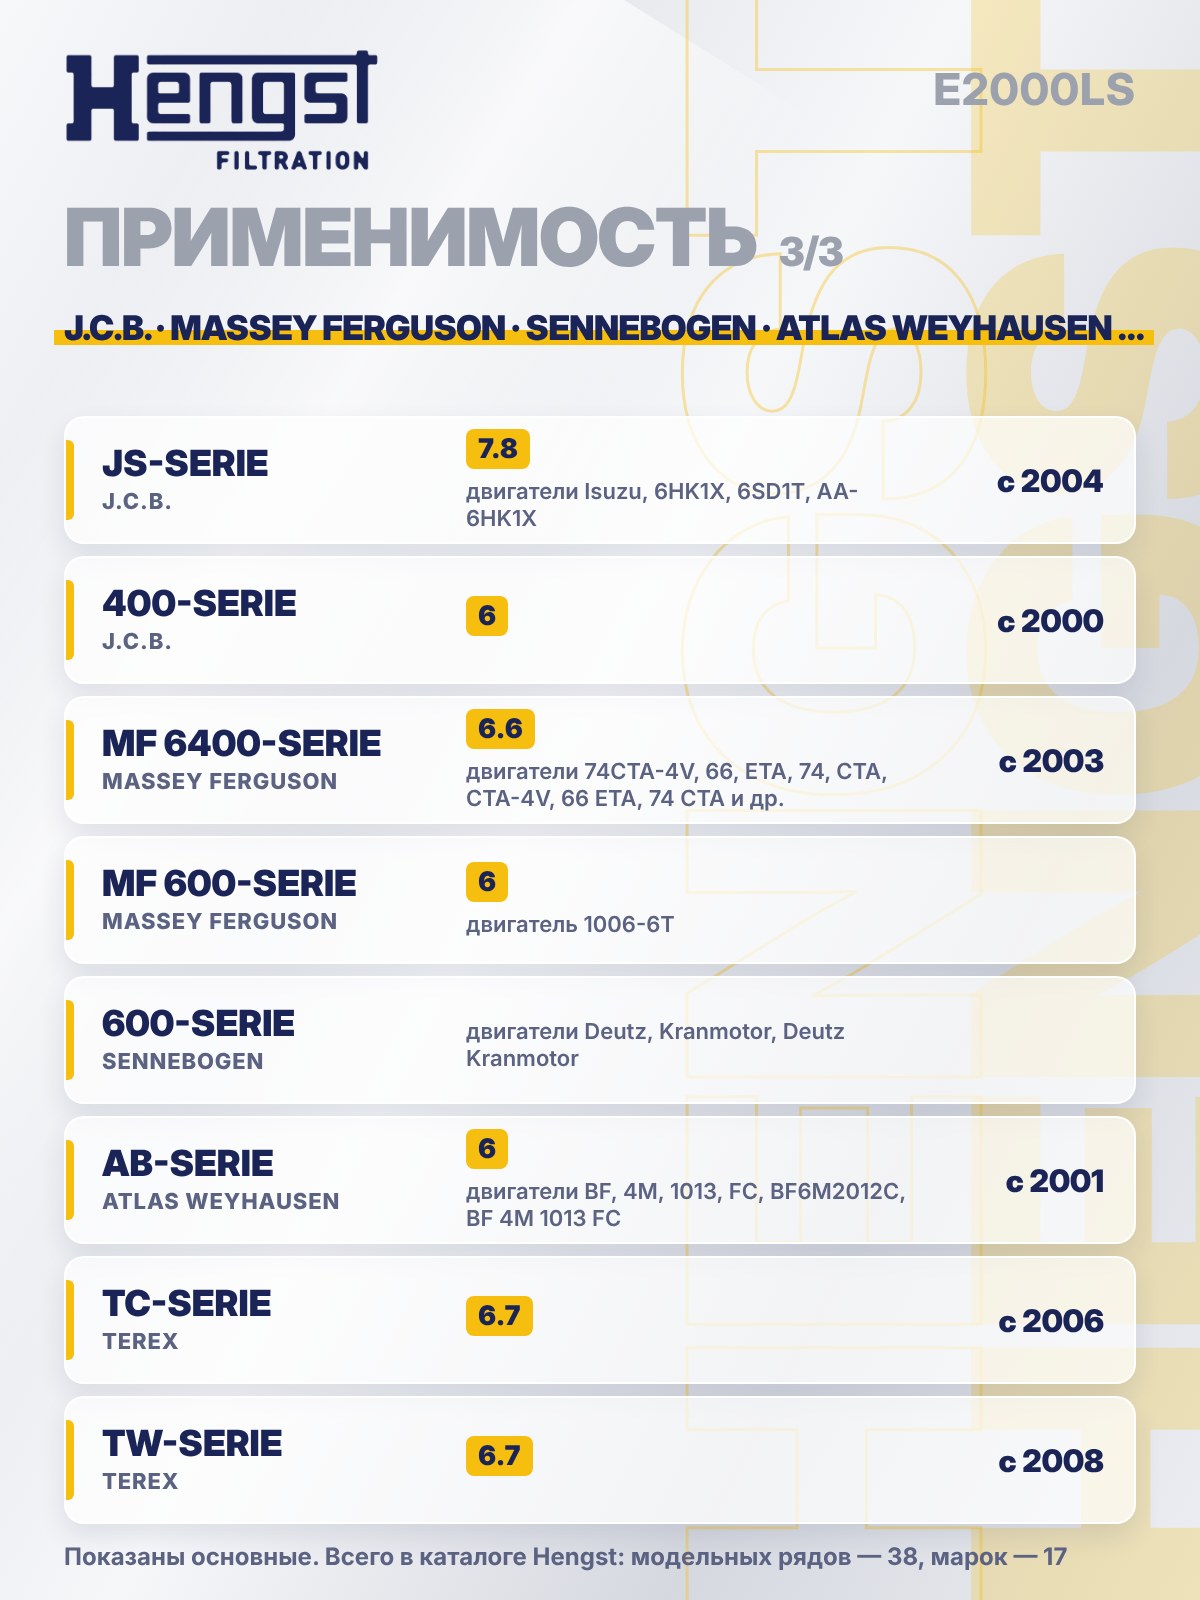 Hengst
FILTRATION
E2000LS
ПРИМЕНИМОСТЬ 3/3
J.C.B. · MASSEY FERGUSON · SENNEBOGEN · ATLAS WEYHAUSEN ...
JS-SERIE
J.C.B.
7.8
двигатели Isuzu, 6HK1X, 6SD1T, AA-
6HK1X
с 2004
400-SERIE
J.C.B.
6
с 2000
MF 6400-SERIE
MASSEY FERGUSON
6.6
двигатели 74CTA-4V, 66, ETA, 74, CTA,
CTA-4V, 66 ETA, 74 CTA и др.
с 2003
MF 600-SERIE
MASSEY FERGUSON
6
двигатель 1006-6T
600-SERIE
SENNEBOGEN
двигатели Deutz, Kranmotor, Deutz
Kranmotor
AB-SERIE
ATLAS WEYHAUSEN
6
двигатели BF, 4M, 1013, FC, BF6M2012C,
BF 4M 1013 FC
с 2001
TC-SERIE
TEREX
6.7
с 2006
TW-SERIE
TEREX
6.7
с 2008
Показаны основные. Всего в каталоге Hengst: модельных рядов — 38, марок — 17
HENGST
HENGST